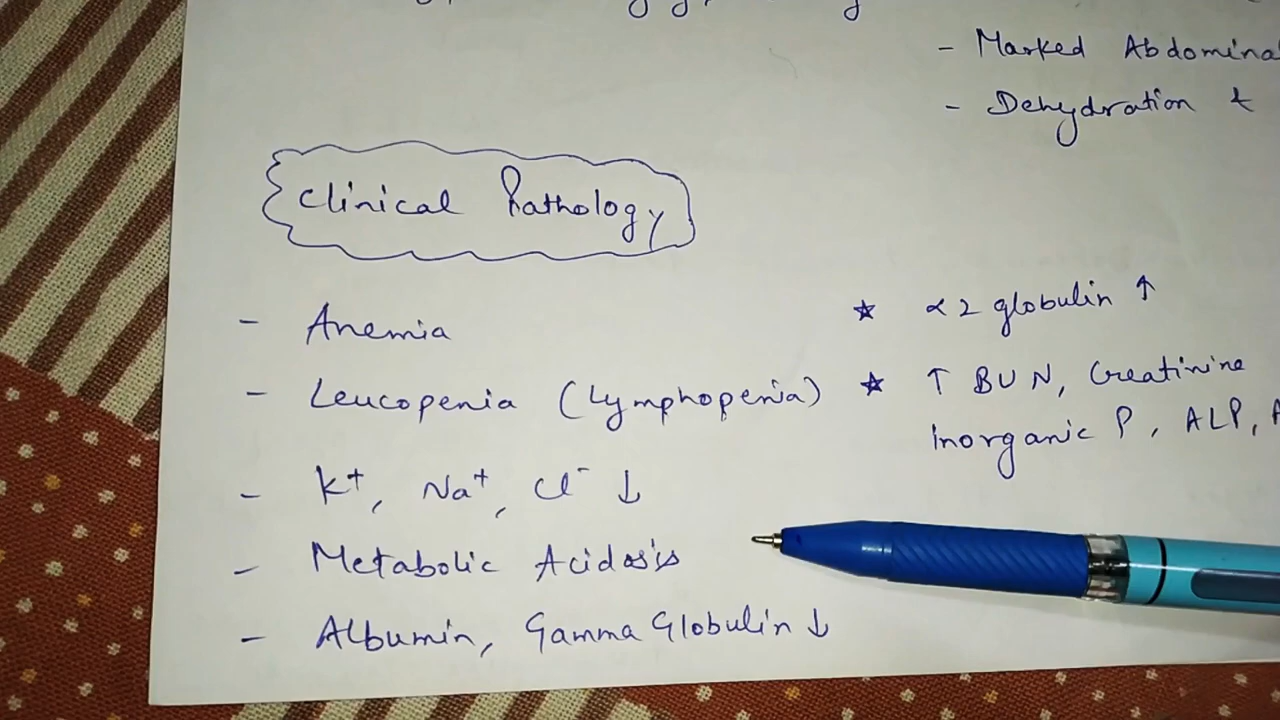 - Marked Abdomina
- Dehydration &
Clinical Pathology
- Anemia
- Leucopenia (Lymphopenia)
- K+, Na+, Cl- ↓
- Metabolic Acidosis
- Albumin, Gamma Globulin ↓
☆ α2 globulin ↑
☆ ↑ BUN, Creatinine
inorganic P, ALP, A